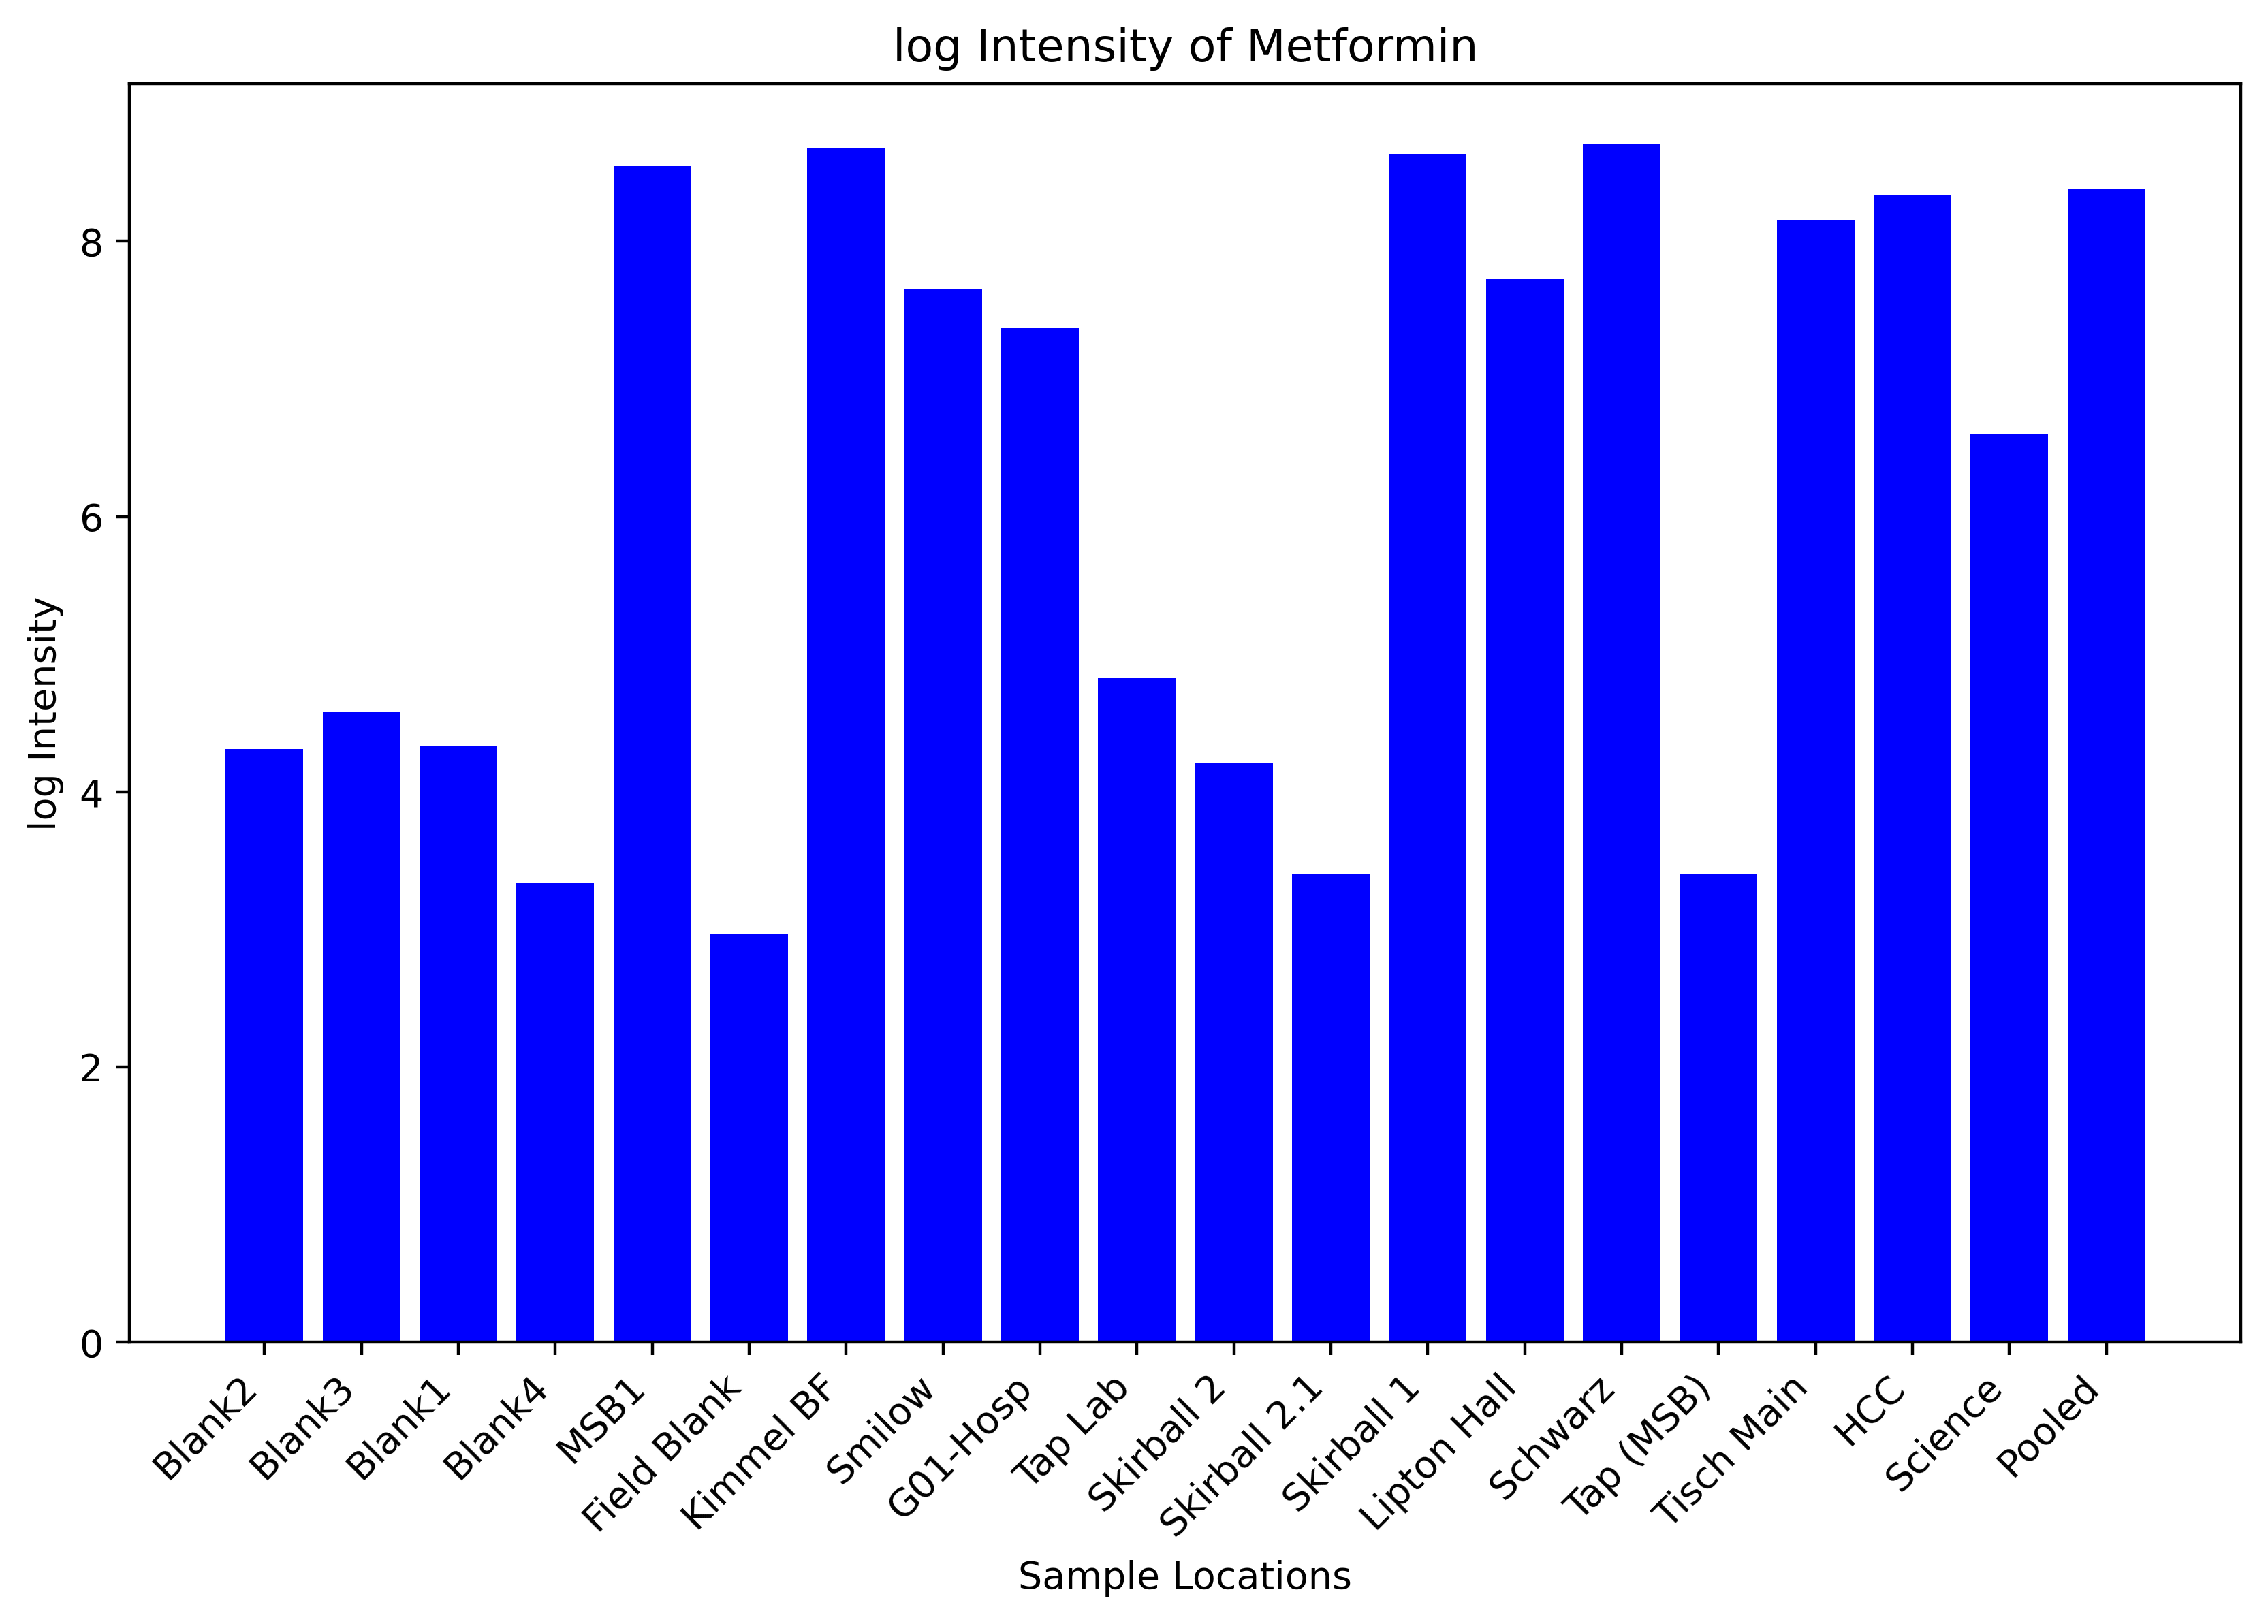 log Intensity of Metformin
log Intensity
8
6
4
2
0
Blank2
Blank3
Blank1
Blank4
MSB1
Field Blank
Kimmel BF
Smilow
G01-Hosp
Tap Lab
Skirball 2
Skirball 2.1
Skirball 1
Lipton Hall
Schwarz
Tap (MSB)
Tisch Main
HCC
Science
Pooled
Sample Locations